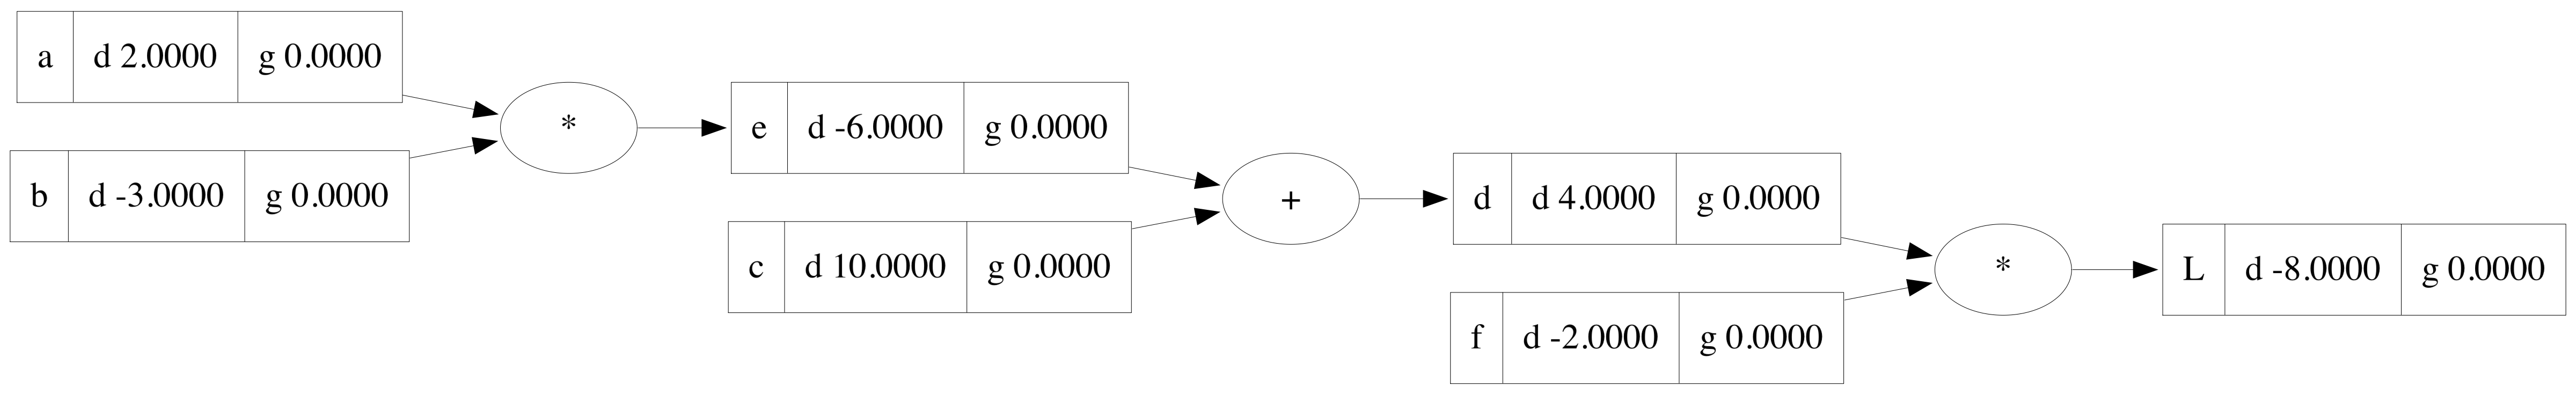 a d 2.0000 g 0.0000
b d -3.0000 g 0.0000
*
e d -6.0000 g 0.0000
c d 10.0000 g 0.0000
+
d d 4.0000 g 0.0000
f d -2.0000 g 0.0000
*
L d -8.0000 g 0.0000